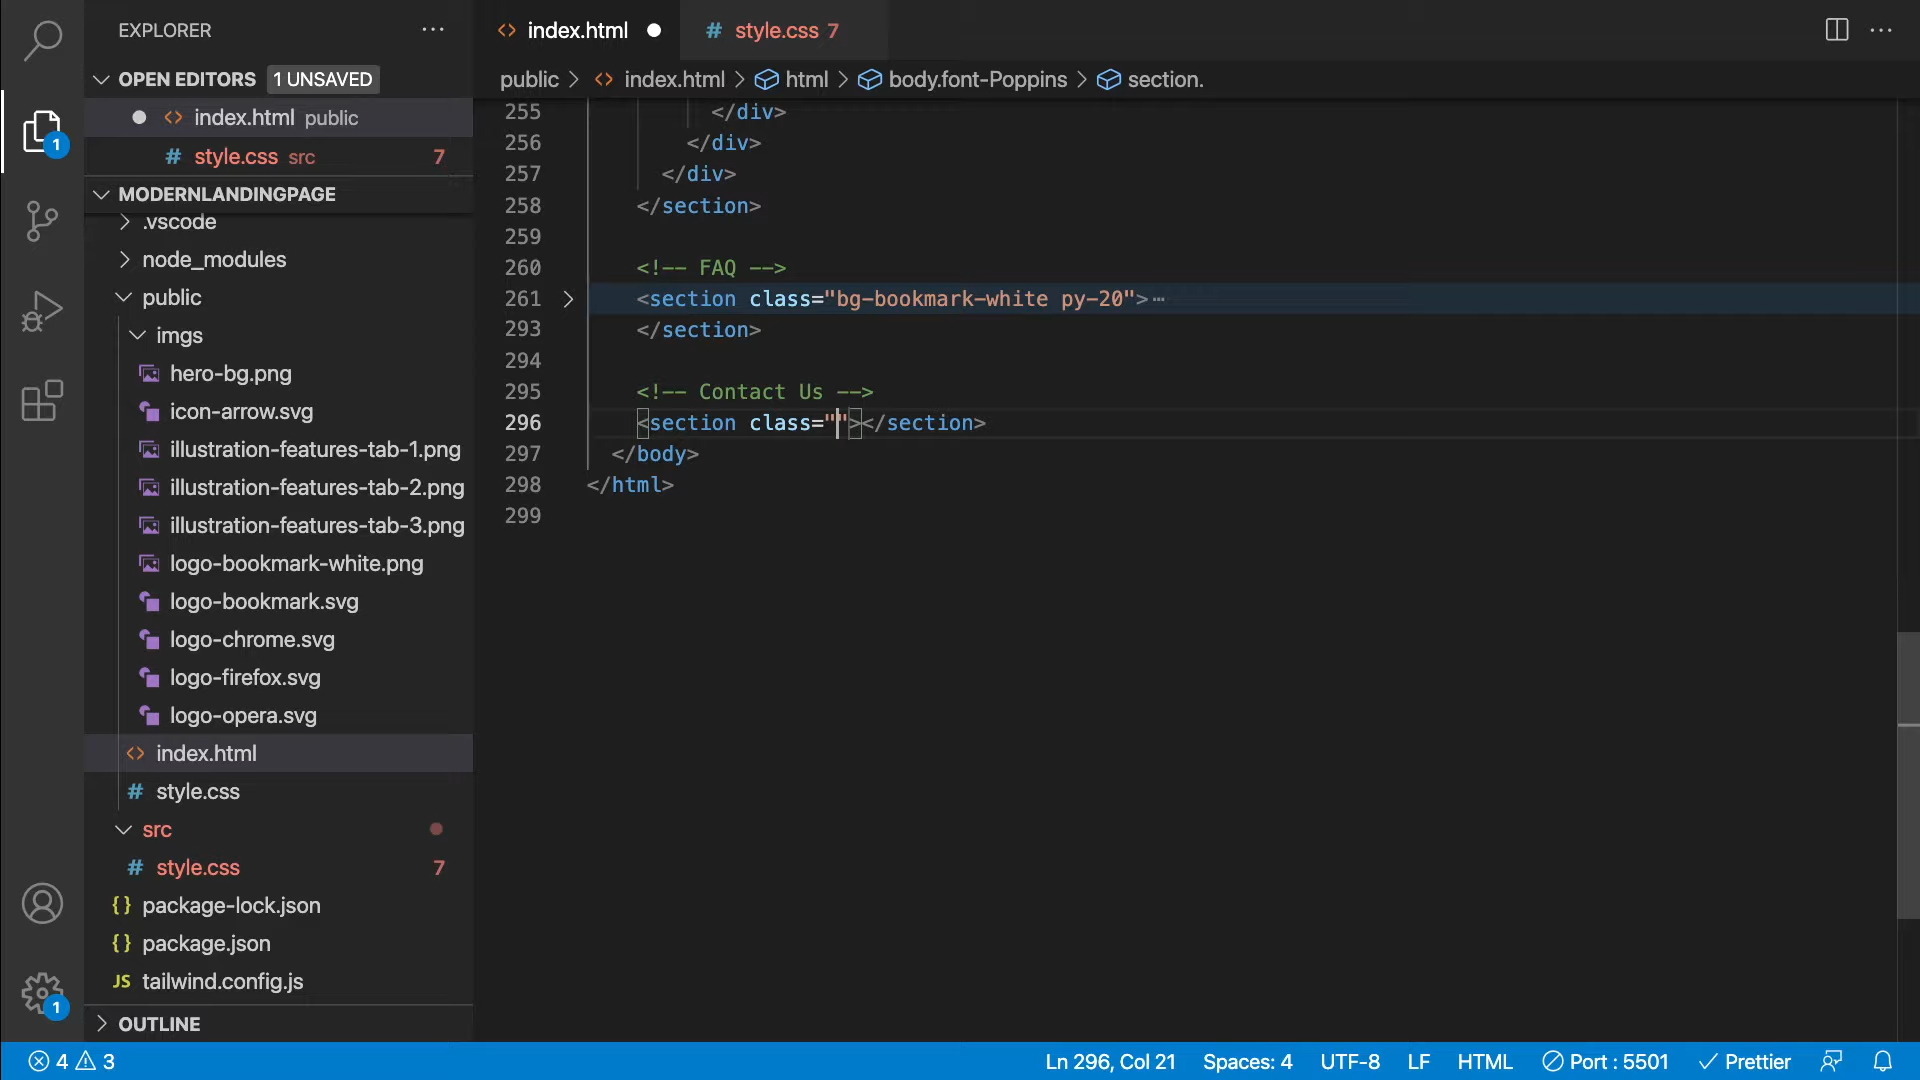 EXPLORER
OPEN EDITORS 1 UNSAVED
index.html public
style.css src 7
MODERNLANDINGPAGE
.vscode
node_modules
public
imgs
hero-bg.png
icon-arrow.svg
illustration-features-tab-1.png
illustration-features-tab-2.png
illustration-features-tab-3.png
logo-bookmark-white.png
logo-bookmark.svg
logo-chrome.svg
logo-firefox.svg
logo-opera.svg
index.html
# style.css
src
# style.css 7
{} package-lock.json
{} package.json
JS tailwind.config.js
OUTLINE
1
1
index.html # style.css 7
public > index.html > html > body.font-Poppins > section.
255 </div>
256 </div>
257 </div>
258 </section>
259
260 <!-- FAQ -->
261 <section class="bg-bookmark-white py-20">⋯
293 </section>
294
295 <!-- Contact Us -->
296 <section class=""></section>
297 </body>
298 </html>
299
4 3 Ln 296, Col 21 Spaces: 4 UTF-8 LF HTML Port : 5501 Prettier